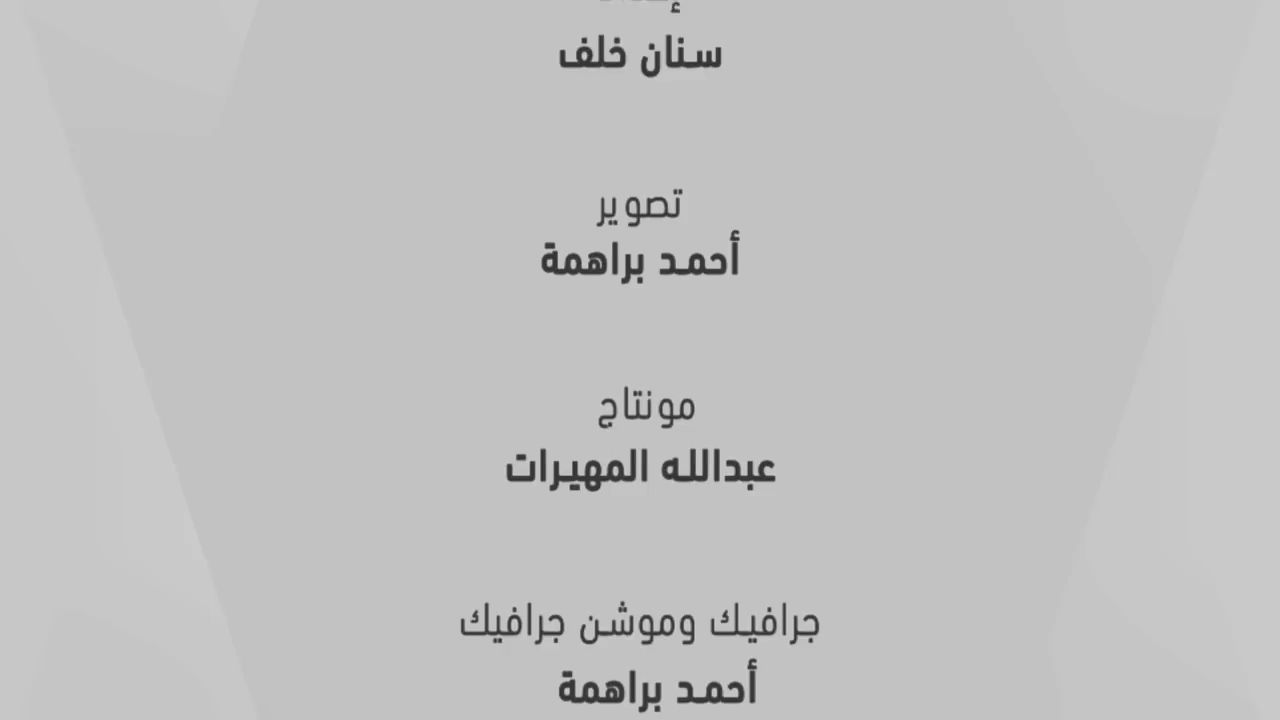 سنان خلف
تصوير
أحمد براهمة
مونتاج
عبدالله المهيرات
جرافيك وموشن جرافيك
أحمد براهمة